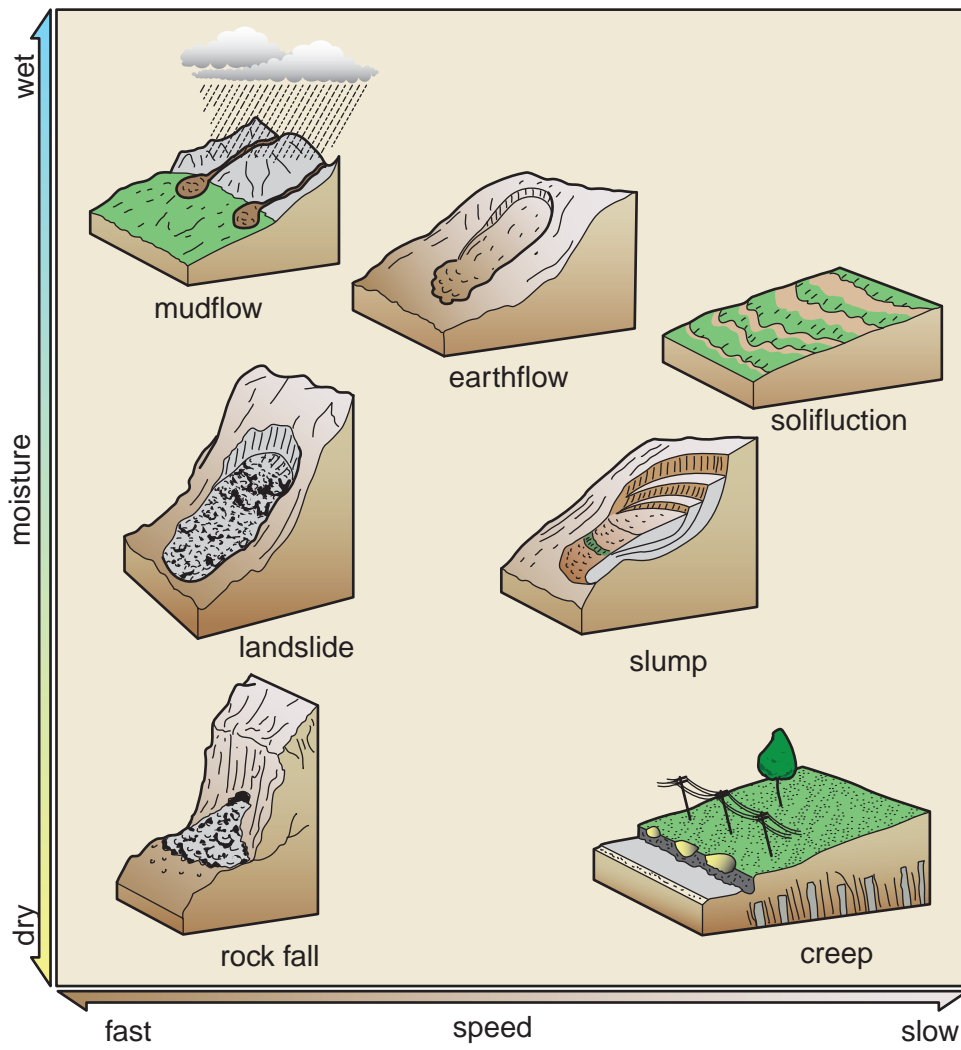 wet
mudflow
earthflow
solifluction
moisture
landslide
slump
dry
rock fall
creep
fast
speed
slow